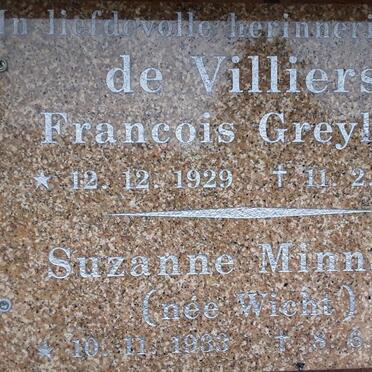 In liefdevolle herinneri
de Villiers
Francois Greyl
★ 12. 12. 1929 † 11. 2.
Suzanne Minn
(née Wicht)
★ 10. 11. 1933 † 8. 6